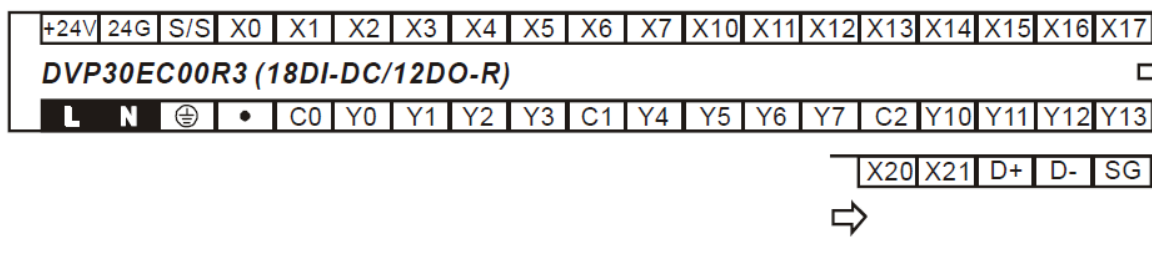 +24V 24G S/S X0 X1 X2 X3 X4 X5 X6 X7 X10 X11 X12 X13 X14 X15 X16 X17
DVP30EC00R3 (18DI-DC/12DO-R)
L N • C0 Y0 Y1 Y2 Y3 C1 Y4 Y5 Y6 Y7 C2 Y10 Y11 Y12 Y13
X20 X21 D+ D- SG